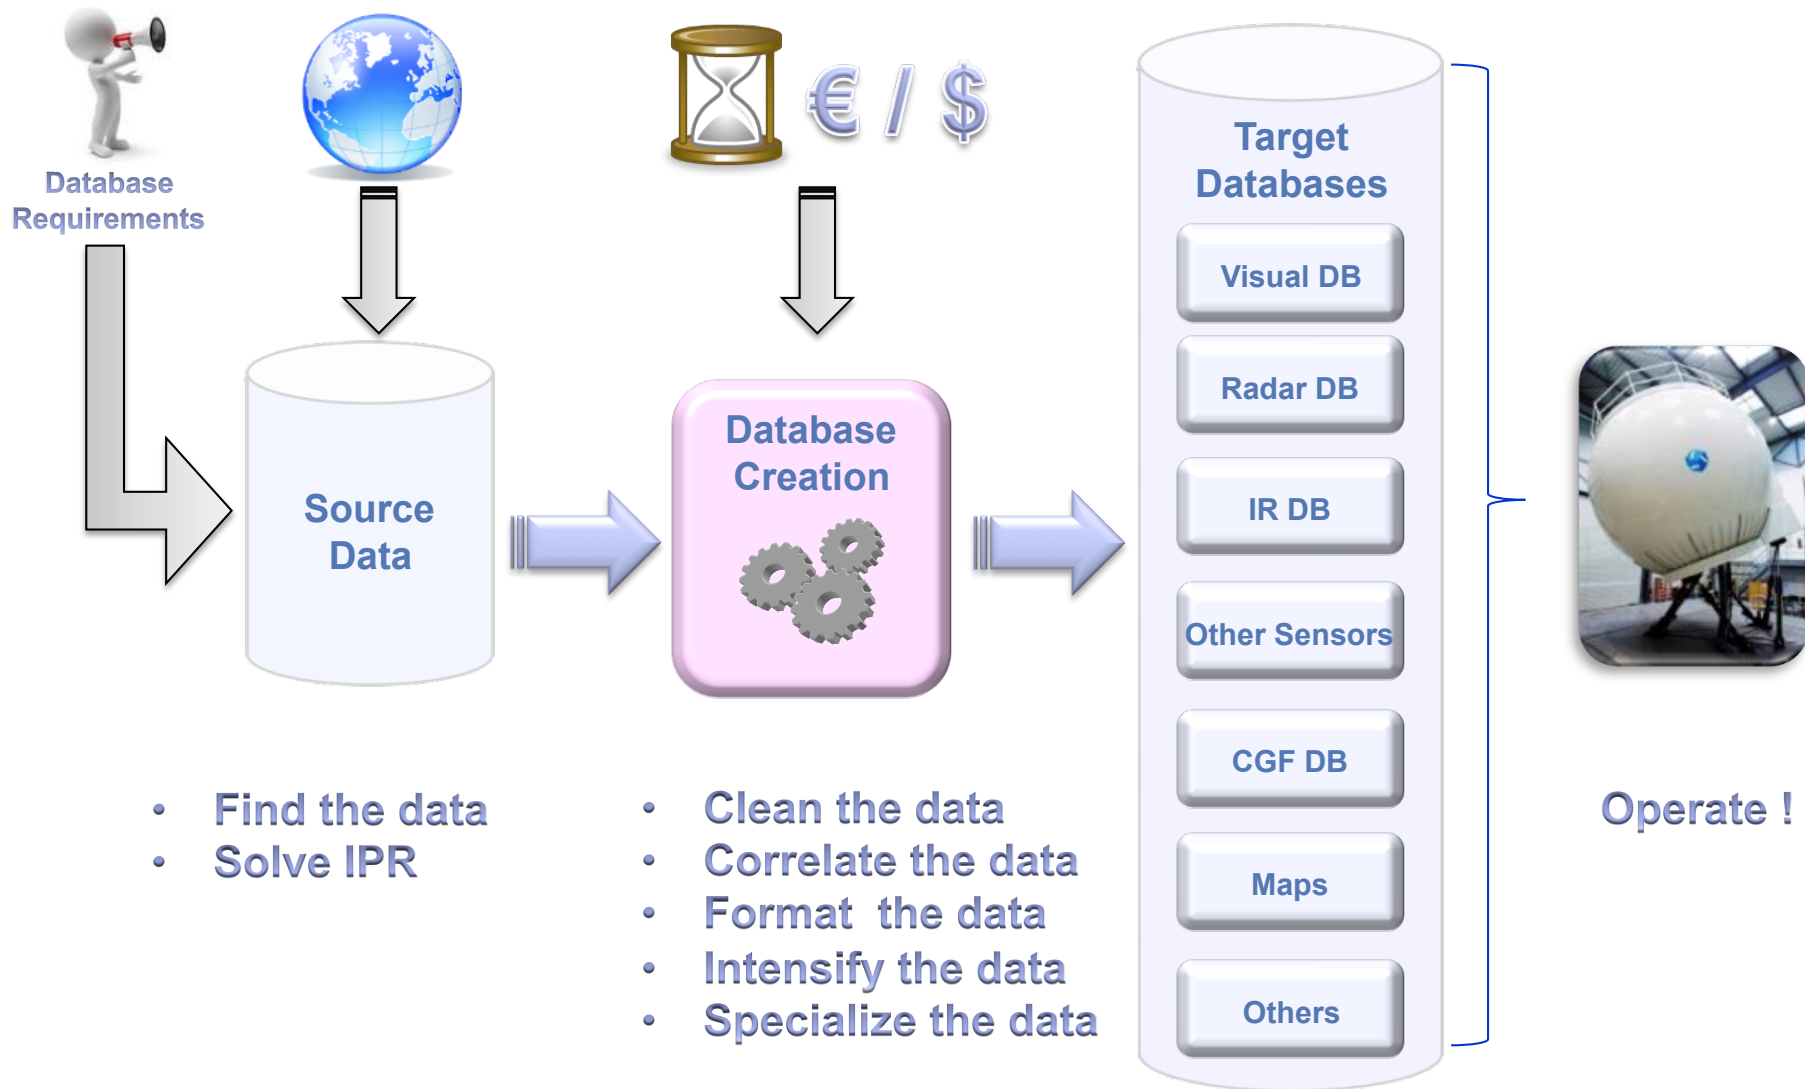 Database
Requirements
€ / $
Source
Data
Database
Creation
Target
Databases
Visual DB
Radar DB
IR DB
Other Sensors
CGF DB
Maps
Others
• Find the data
• Solve IPR
• Clean the data
• Correlate the data
• Format  the data
• Intensify the data
• Specialize the data
Operate !